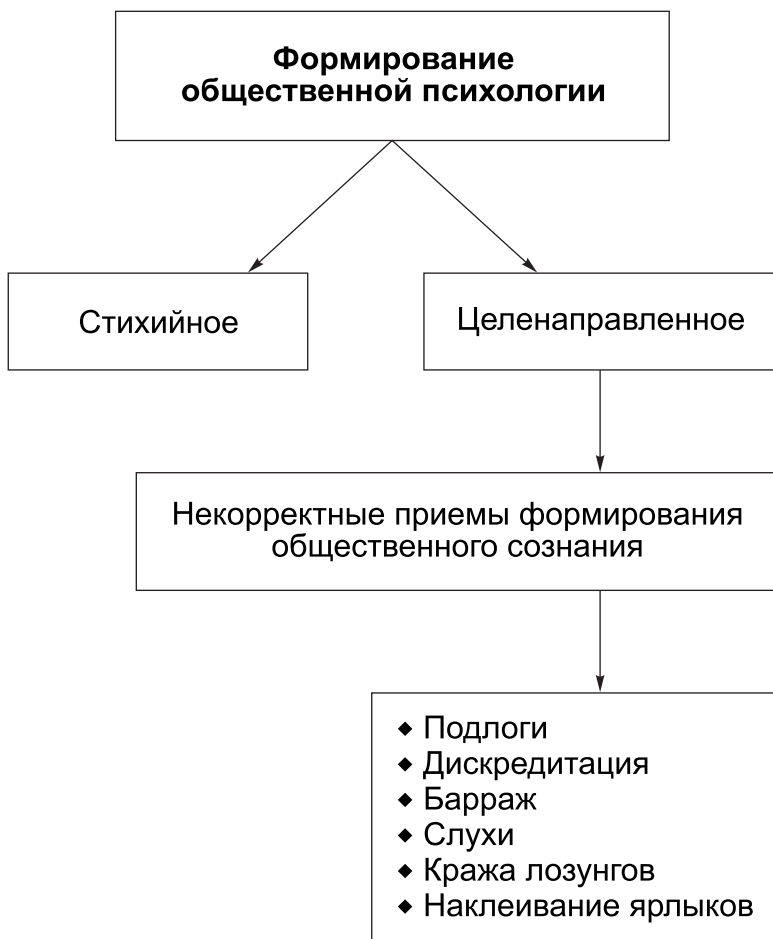 Формирование
общественной психологии
Стихийное
Целенаправленное
Некорректные приемы формирования
общественного сознания
◆ Подлоги
◆ Дискредитация
◆ Барраж
◆ Слухи
◆ Кража лозунгов
◆ Наклеивание ярлыков